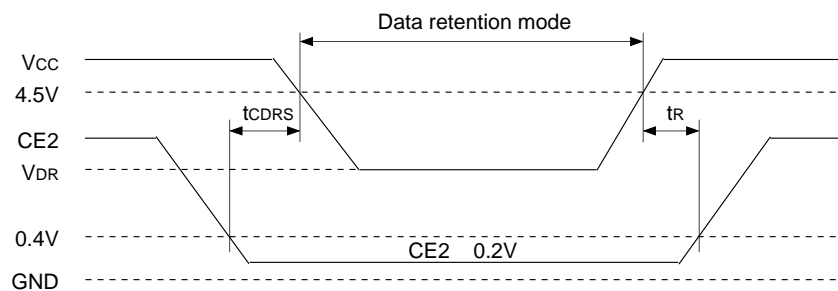 Data retention mode
VCC
4.5V
tCDRS
tR
CE2
VDR
0.4V
CE2 0.2V
GND